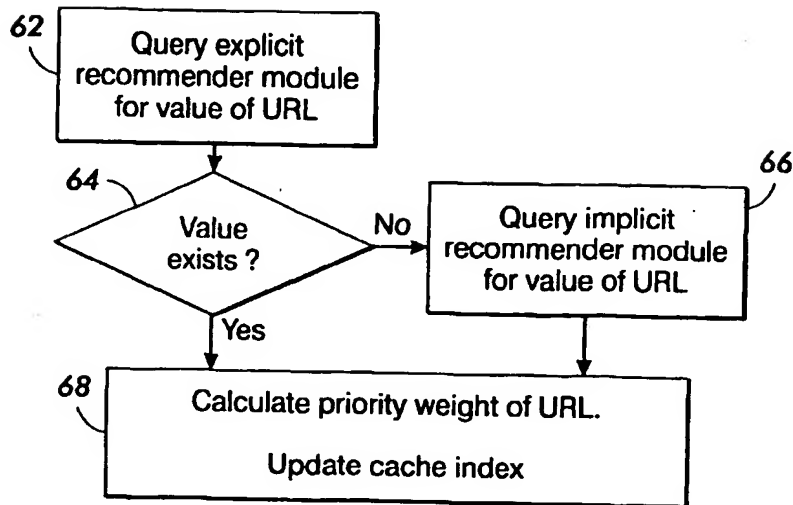 62
Query explicit
recommender module
for value of URL
64
Value
exists ?
No
66
Query implicit
recommender module
for value of URL
Yes
68
Calculate priority weight of URL.
Update cache index